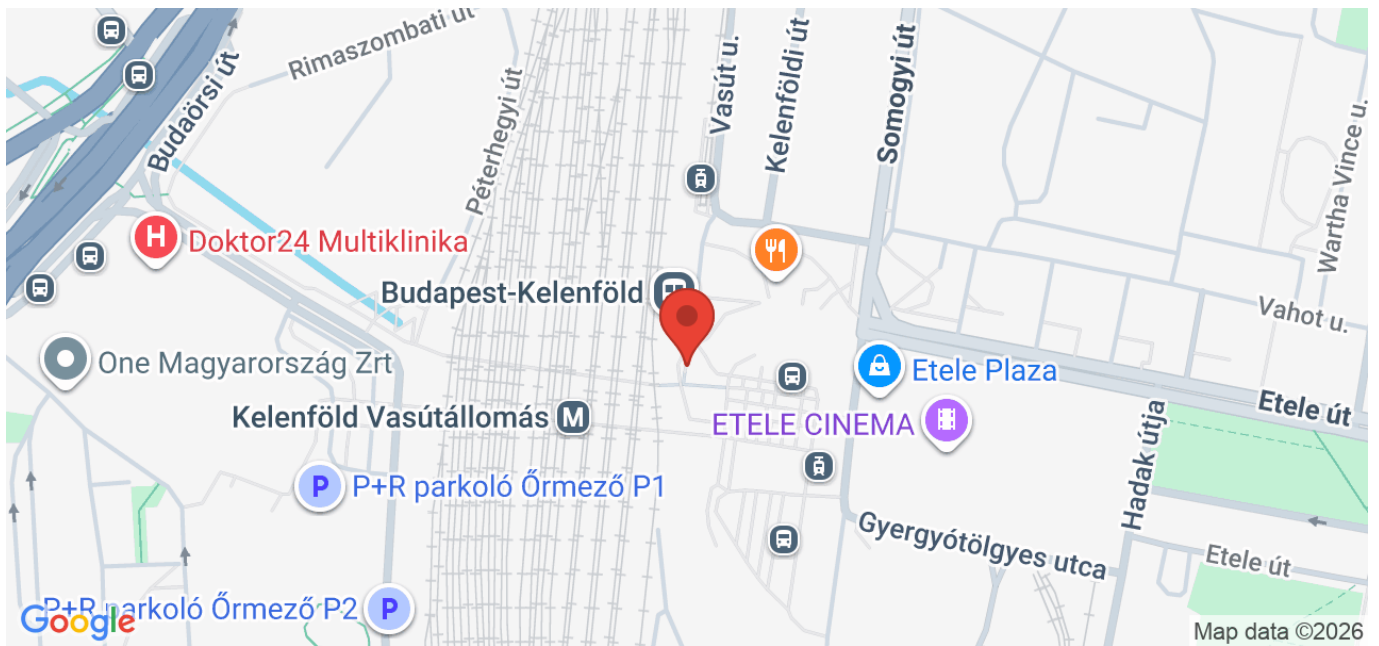 Rimaszombati út
Budaörsi út
Péterhegyi út
Vasút u.
Kelenföldi út
Somogyi út
Wartha Vince u.
H
Doktor24 Multiklinika
Budapest-Kelenföld
Vahot u.
One Magyarország Zrt
Etele Plaza
Etele út
Kelenföld Vasútállomás M
ETELE CINEMA
Hadak útja
P P+R parkoló Őrmező P1
Gyergyótölgyes utca
Etele út
P+R parkoló Őrmező P2 P
Google
Map data ©2026